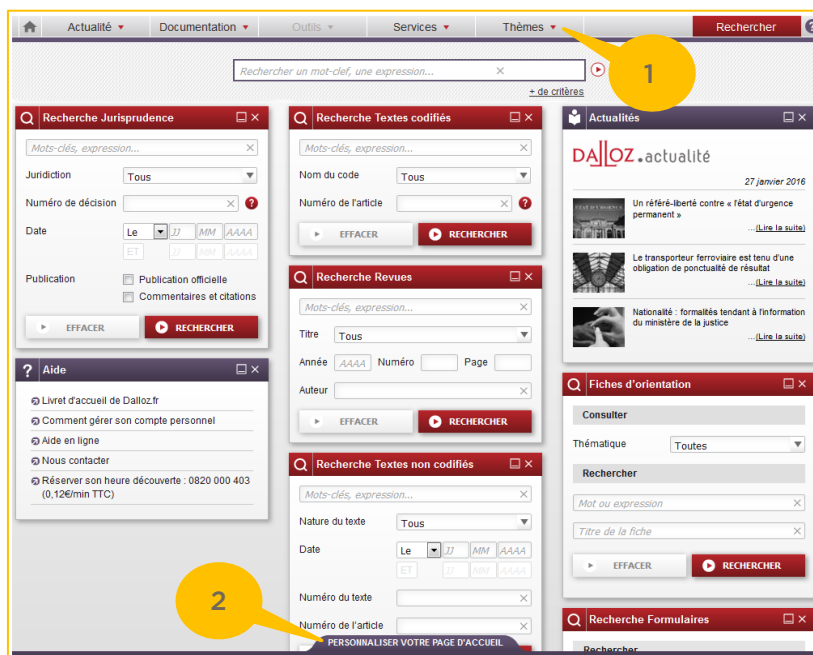 Actualité Documentation Outils Services Thèmes Rechercher ?
1
Rechercher un mot-clef, une expression...
+ de critères
Recherche Jurisprudence
Mots-clés, expression...
Juridiction Tous
Numéro de décision ?
Date Le JJ MM AAAA
ET JJ MM AAAA
Publication Publication officielle
Commentaires et citations
EFFACER RECHERCHER
? Aide
Livret d'accueil de Dalloz.fr
Comment gérer son compte personnel
Aide en ligne
Nous contacter
Réserver son heure découverte : 0820 000 403
(0,12€/min TTC)
Recherche Textes codifiés
Mots-clés, expression...
Nom du code Tous
Numéro de l'article ?
EFFACER RECHERCHER
Recherche Revues
Mots-clés, expression...
Titre Tous
Année AAAA Numéro Page
Auteur
EFFACER RECHERCHER
Recherche Textes non codifiés
Mots-clés, expression...
Nature du texte Tous
Date Le JJ MM AAAA
ET JJ MM AAAA
Numéro du texte
Numéro de l'article
2
PERSONNALISER VOTRE PAGE D'ACCUEIL
Actualités
DALLOZ.actualité
27 janvier 2016
Un référé-liberté contre « l'état d'urgence
permanent »
...(Lire la suite)
Le transporteur ferroviaire est tenu d'une
obligation de ponctualité de résultat
...(Lire la suite)
Nationalité : formalités tendant à l'information
du ministère de la justice
...(Lire la suite)
Fiches d'orientation
Consulter
Thématique Toutes
Rechercher
Mot ou expression
Titre de la fiche
EFFACER RECHERCHER
Recherche Formulaires
Rechercher